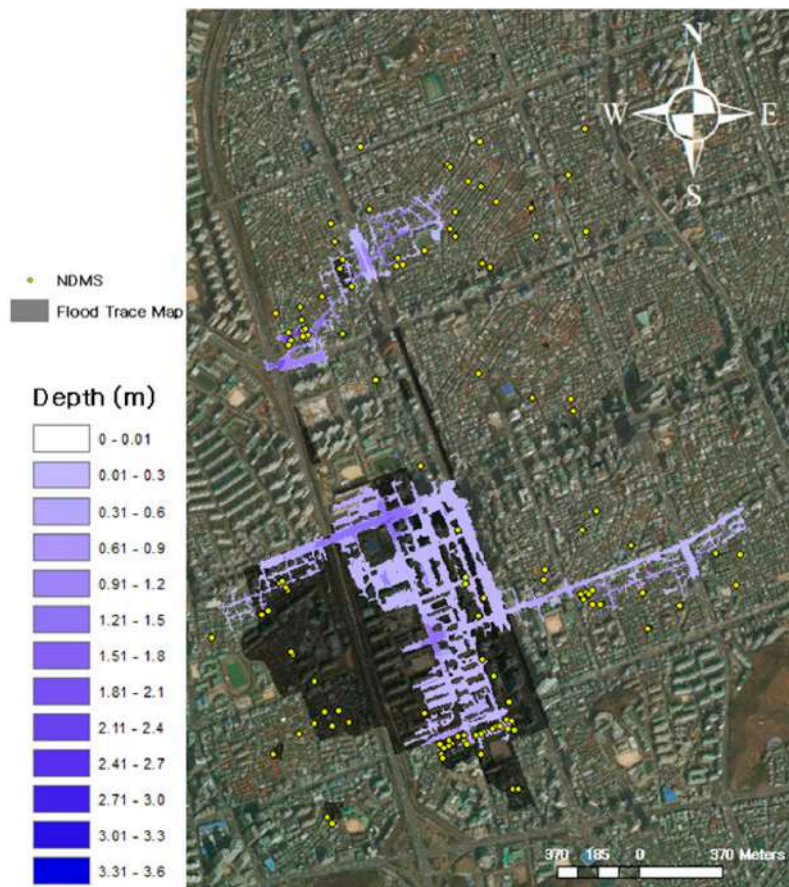 N
W E
S
NDMS
Flood Trace Map
Depth (m)
0 - 0.01
0.01 - 0.3
0.31 - 0.6
0.61 - 0.9
0.91 - 1.2
1.21 - 1.5
1.51 - 1.8
1.81 - 2.1
2.11 - 2.4
2.41 - 2.7
2.71 - 3.0
3.01 - 3.3
3.31 - 3.6
370 185 0 370 Meters